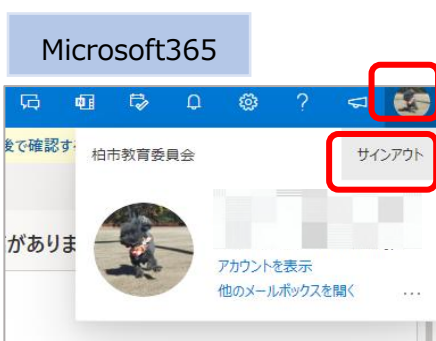 Microsoft365
後で確認す
柏市教育委員会
サインアウト
があります
アカウントを表示
他のメールボックスを開く